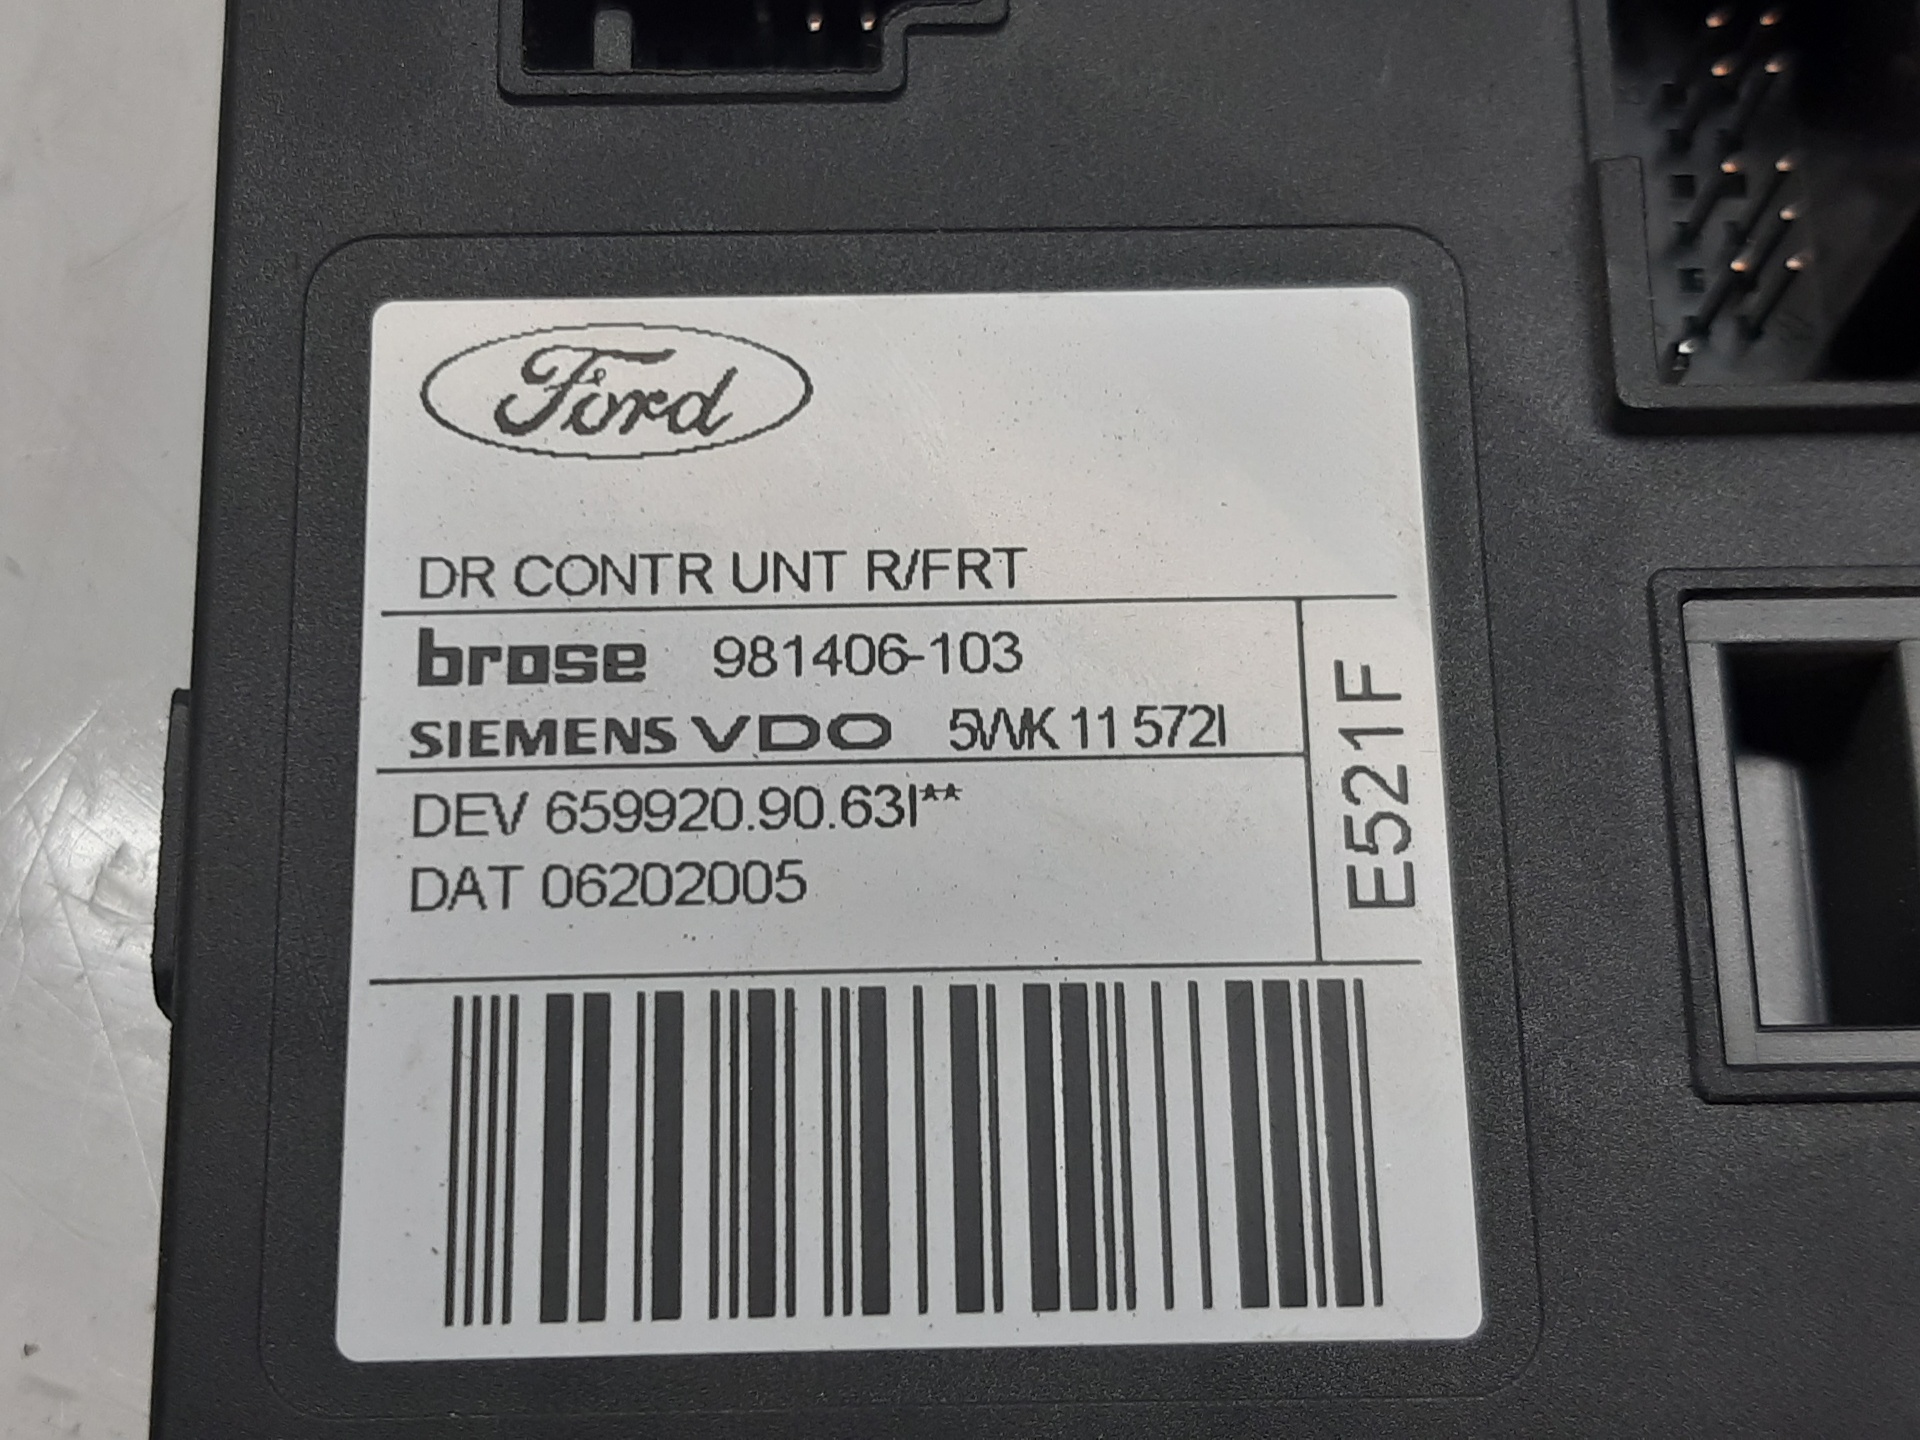 Ford
DR CONTR UNT R/FRT
brose 981406-103
SIEMENS VDO 5WK 11 572I
DEV 659920.90.63I**
DAT 06202005
E521F